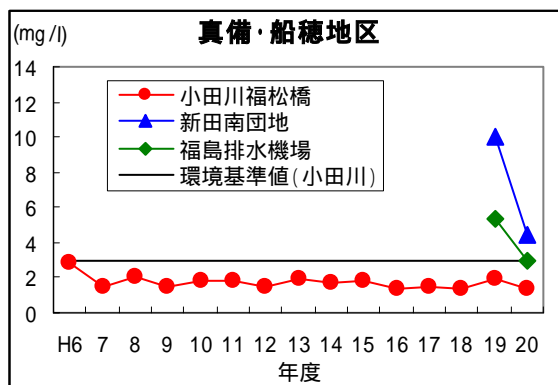 真備・船穂地区
(mg/l)
14
12
10
8
6
4
2
0
小田川福松橋
新田南団地
福島排水機場
環境基準値(小田川)
H6 7 8 9 10 11 12 13 14 15 16 17 18 19 20
年度